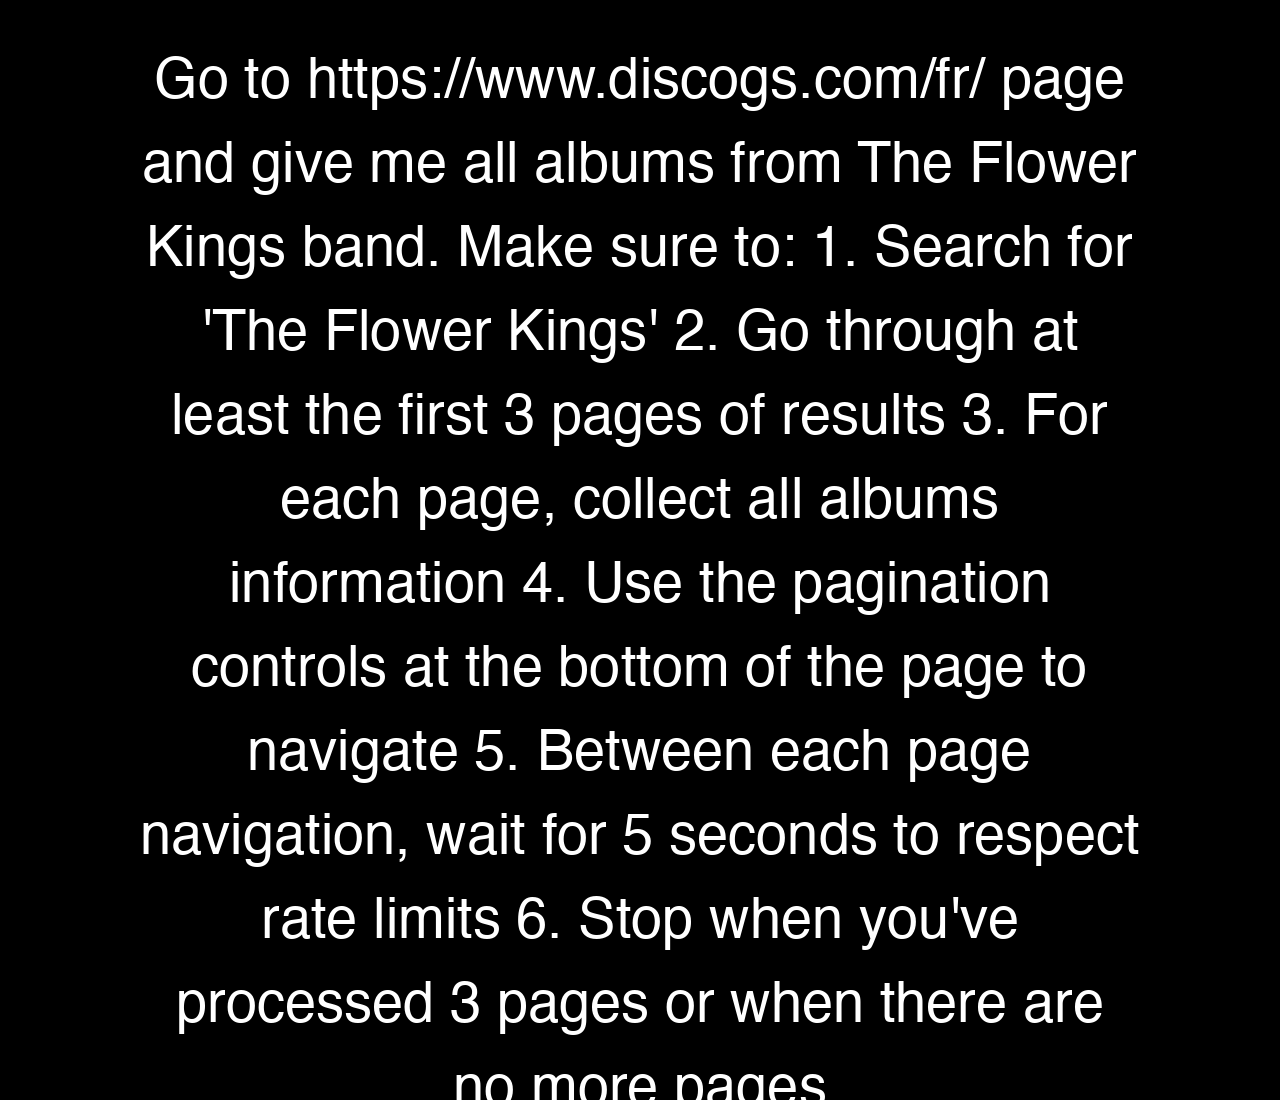 Go to https://www.discogs.com/fr/ page
and give me all albums from The Flower
Kings band. Make sure to: 1. Search for
'The Flower Kings' 2. Go through at
least the first 3 pages of results 3. For
each page, collect all albums
information 4. Use the pagination
controls at the bottom of the page to
navigate 5. Between each page
navigation, wait for 5 seconds to respect
rate limits 6. Stop when you've
processed 3 pages or when there are
no more pages